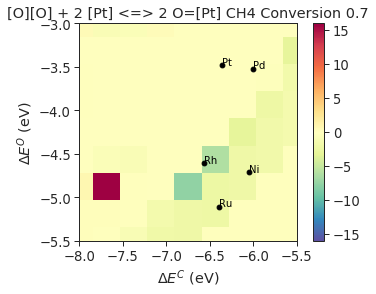 [O][O] + 2 [Pt] <=> 2 O=[Pt] CH4 Conversion 0.7
−3.0
−3.5
−4.0
−4.5
−5.0
−5.5
ΔE^O (eV)
Pt
Pd
Rh
Ni
Ru
−8.0 −7.5 −7.0 −6.5 −6.0 −5.5
ΔE^C (eV)
15
10
5
0
−5
−10
−15